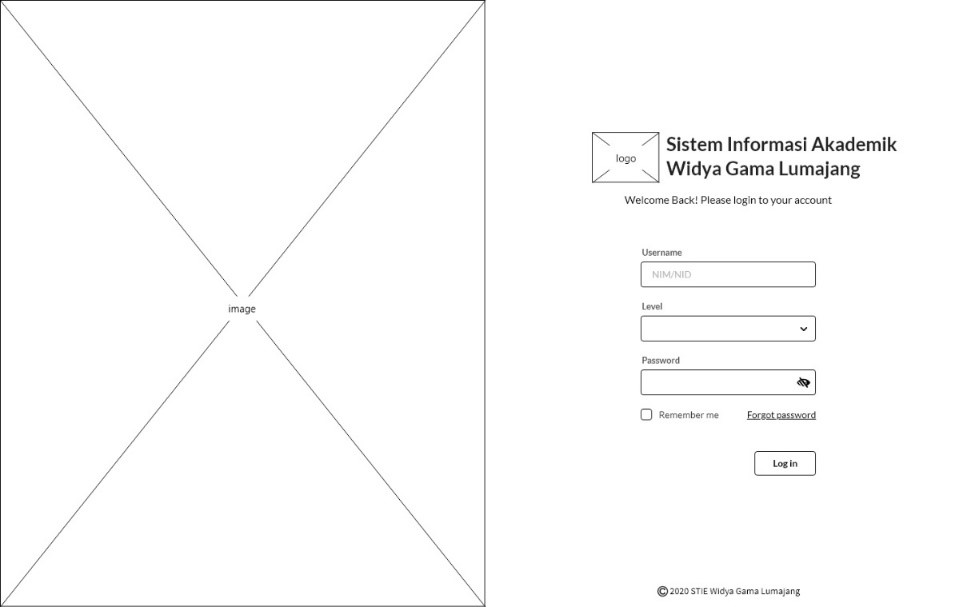 image
logo
Sistem Informasi Akademik
Widya Gama Lumajang
Welcome Back! Please login to your account
Username
NIM/NID
Level
Password
Remember me
Forgot password
Log in
© 2020 STIE Widya Gama Lumajang